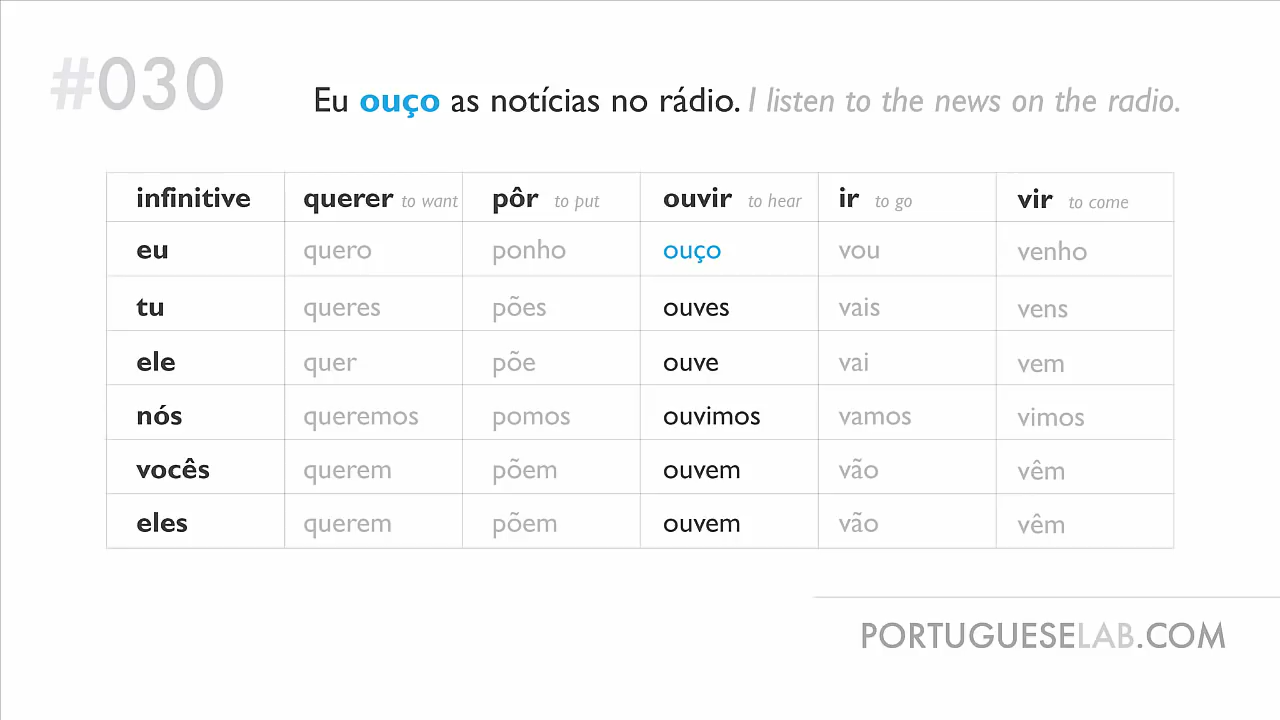 #030
Eu ouço as notícias no rádio. I listen to the news on the radio.
infinitive querer to want pôr to put ouvir to hear ir to go vir to come
eu quero ponho ouço vou venho
tu queres pões ouves vais vens
ele quer põe ouve vai vem
nós queremos pomos ouvimos vamos vimos
vocês querem põem ouvem vão vêm
eles querem põem ouvem vão vêm
PORTUGUESELAB.COM